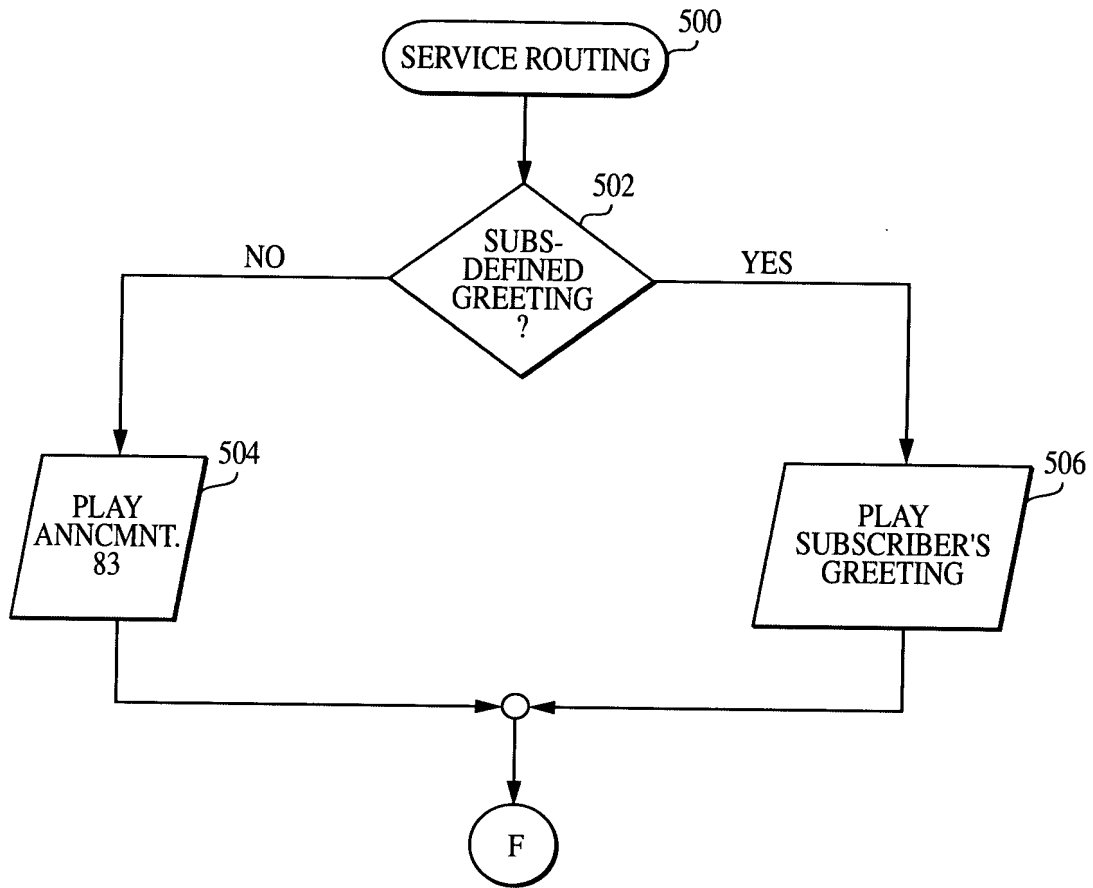 500
SERVICE ROUTING
502
SUBS-
DEFINED
GREETING
?
NO
YES
504
PLAY
ANNCMNT.
83
506
PLAY
SUBSCRIBER'S
GREETING
F